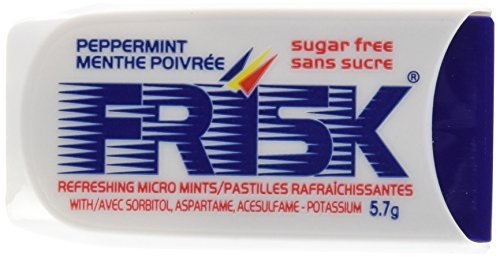 PEPPERMINT
MENTHE POIVRÉE
sugar free
sans sucre
FRISK®
REFRESHING MICRO MINTS/PASTILLES RAFRAÎCHISSANTES
WITH/AVEC SORBITOL, ASPARTAME, ACESULFAME - POTASSIUM 5.7g